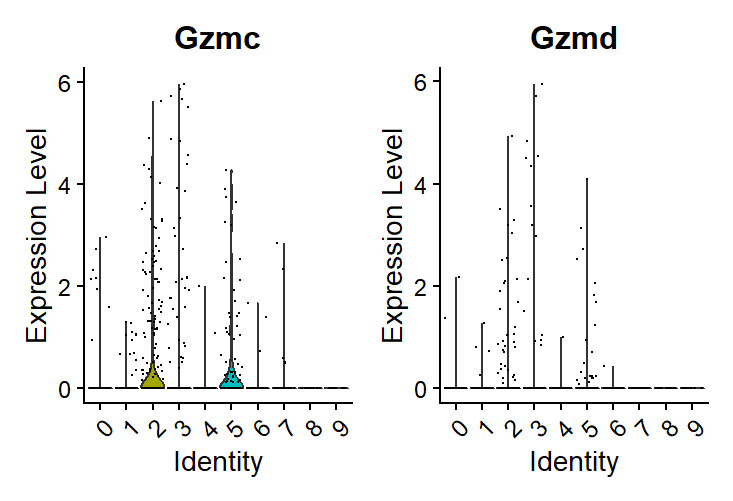 Gzmc
Expression Level
6
4
2
0
0 1 2 3 4 5 6 7 8 9
Identity
Gzmd
Expression Level
6
4
2
0
0 1 2 3 4 5 6 7 8 9
Identity